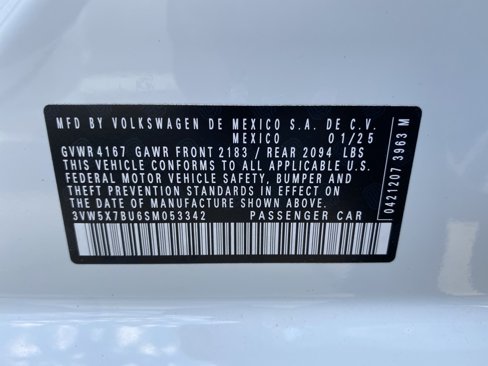 MFD BY VOLKSWAGEN DE MEXICO S.A. DE C.V.
MEXICO 01/25
GVWR 4167 GAWR FRONT 2183 / REAR 2094 LBS
THIS VEHICLE CONFORMS TO ALL APPLICABLE U.S.
FEDERAL MOTOR VEHICLE SAFETY, BUMPER AND
THEFT PREVENTION STANDARDS IN EFFECT ON
THE DATE OF MANUFACTURE SHOWN ABOVE.
3VW5X7BU6SM053342 PASSENGER CAR
0421207 3963 M